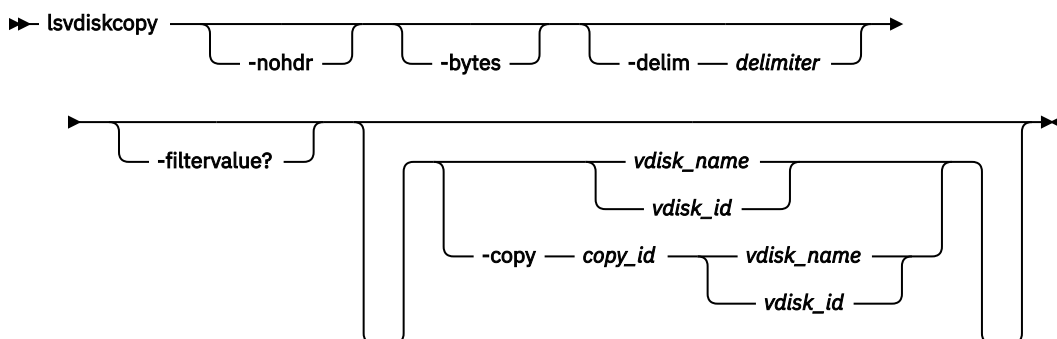 lsvdiskcopy
-nohdr -bytes -delim delimiter
-filtervalue? vdisk_name
vdisk_id
-copy copy_id vdisk_name
vdisk_id